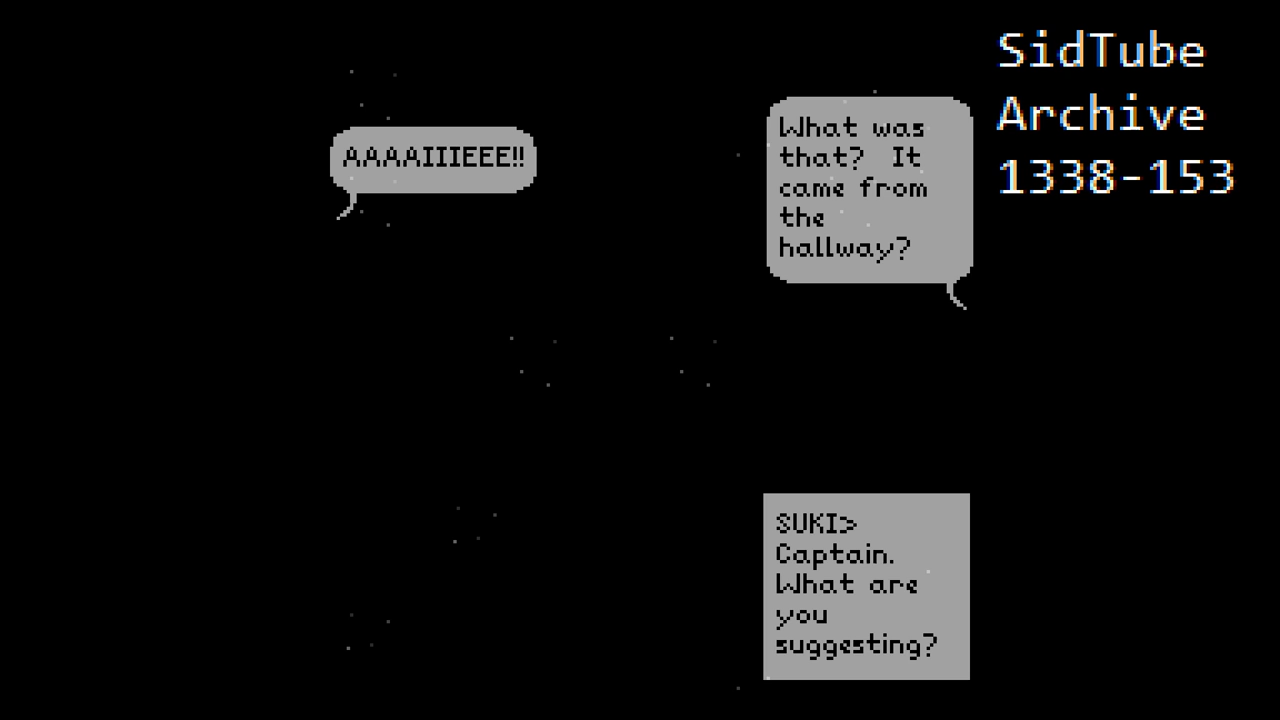 AAAAIIIEEE!!
What was
that?  It
came from
the
hallway?
SidTube
Archive
1338-153
SUKI>
Captain.
What are
you
suggesting?